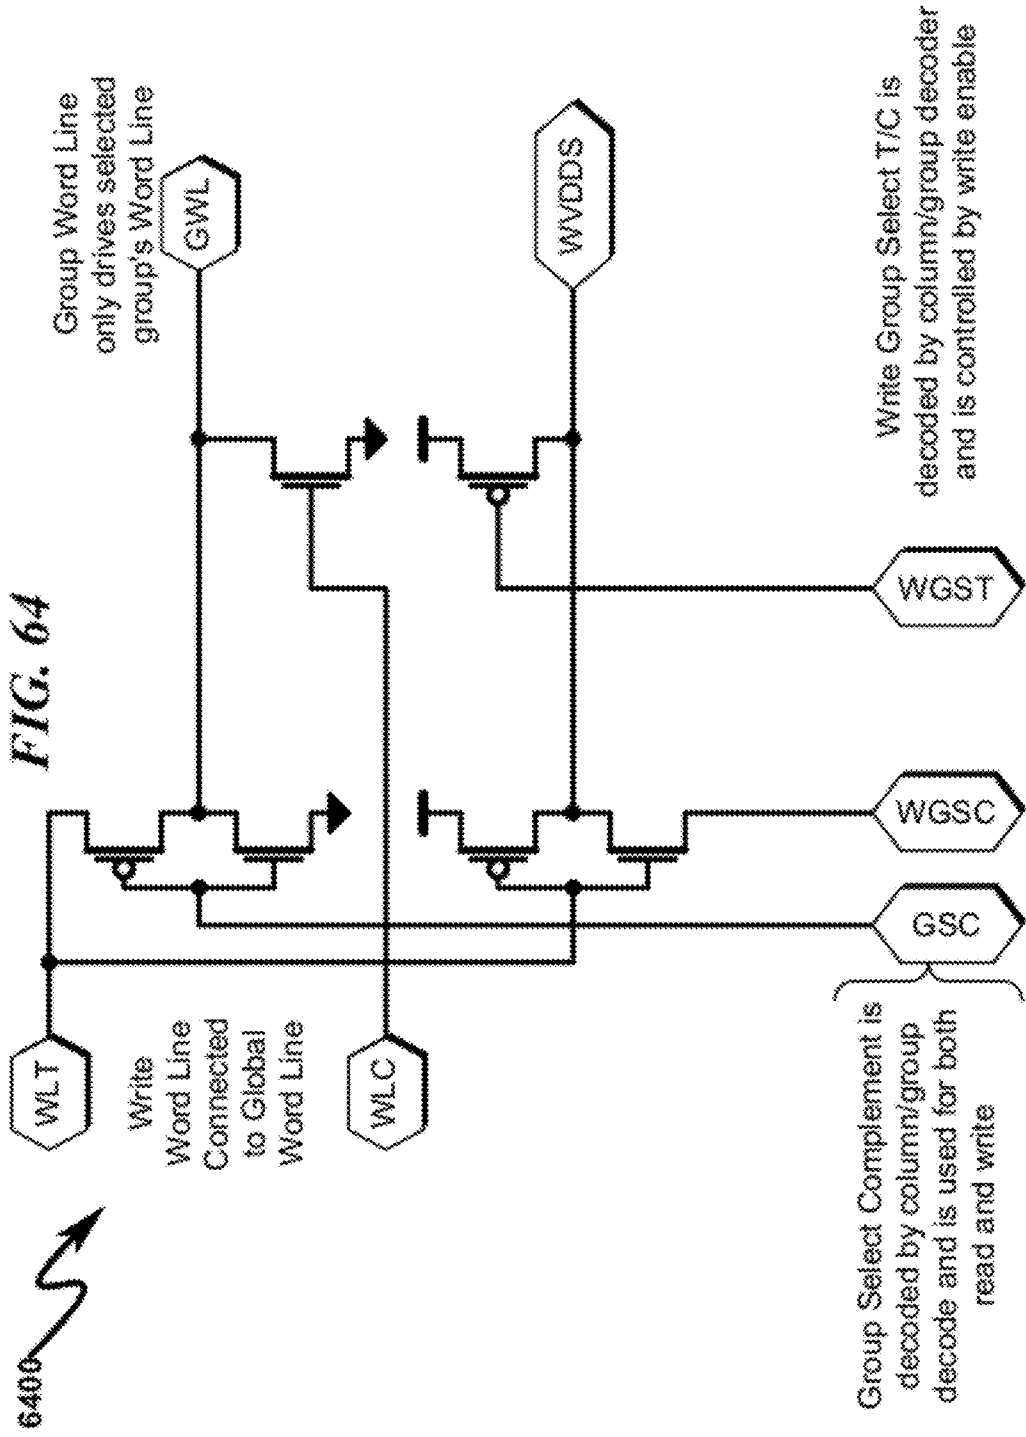 FIG. 64
6400
WLT
Write
Word Line
Connected
to Global
Word Line
WLC
Group Word Line
only drives selected
group's Word Line
GWL
WVDDS
Group Select Complement is
decoded by column/group
decode and is used for both
read and write
GSC
WGSC
WGST
Write Group Select T/C is
decoded by column/group decoder
and is controlled by write enable